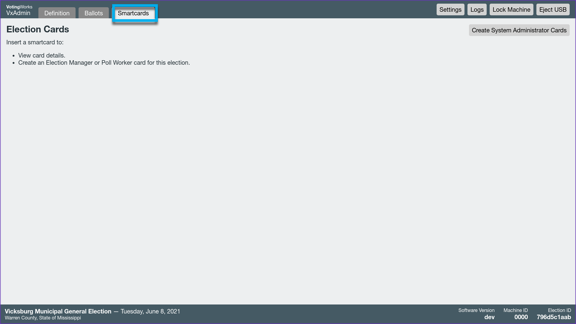 VotingWorks
VxAdmin
Definition
Ballots
Smartcards
Settings
Logs
Lock Machine
Eject USB
Election Cards
Create System Administrator Cards
Insert a smartcard to:
• View card details.
• Create an Election Manager or Poll Worker card for this election.
Vicksburg Municipal General Election — Tuesday, June 8, 2021
Warren County, State of Mississippi
Software Version
dev
Machine ID
0000
Election ID
796d5c1aab